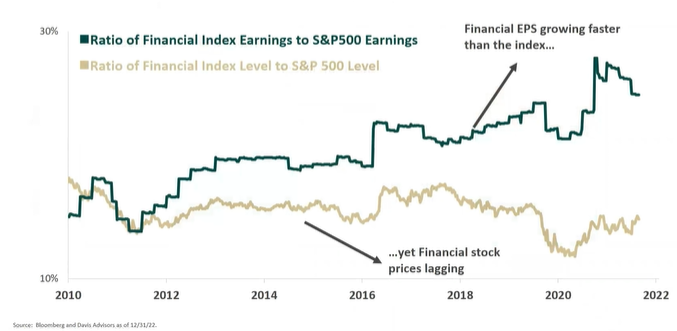 30%
Ratio of Financial Index Earnings to S&P500 Earnings
Ratio of Financial Index Level to S&P 500 Level
Financial EPS growing faster
than the index...
...yet Financial stock
prices lagging
10%
2010 2012 2014 2016 2018 2020 2022
Source: Bloomberg and Davis Advisors as of 12/31/22.